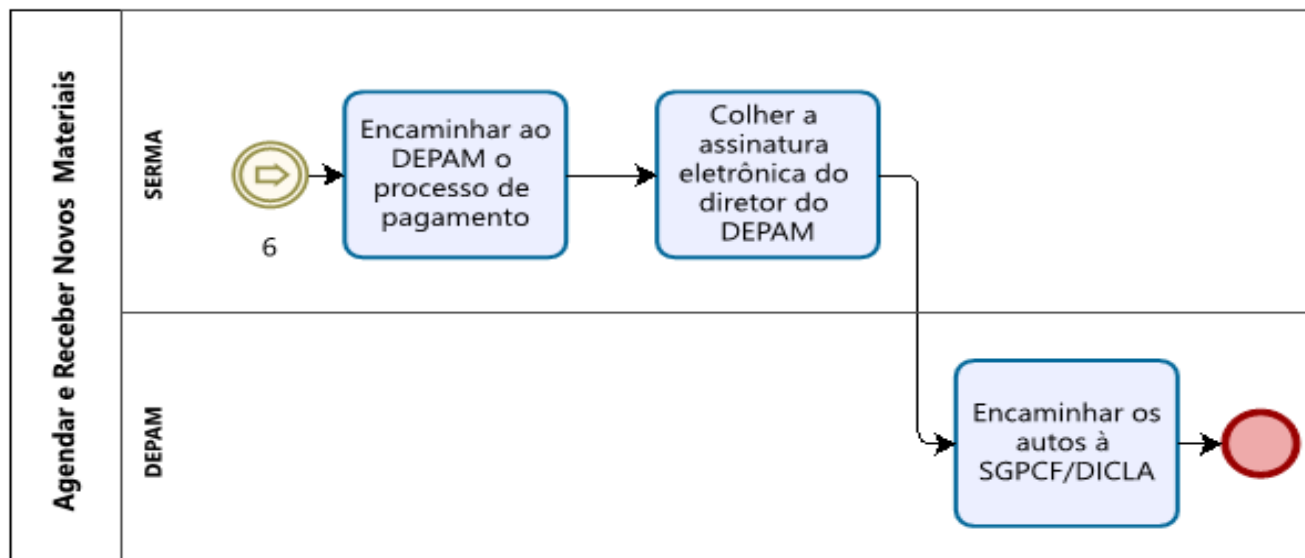 Agendar e Receber Novos Materiais
SERMA
6
Encaminhar ao
DEPAM o
processo de
pagamento
Colher a
assinatura
eletrônica do
diretor do
DEPAM
DEPAM
Encaminhar os
autos à
SGPCF/DICLA